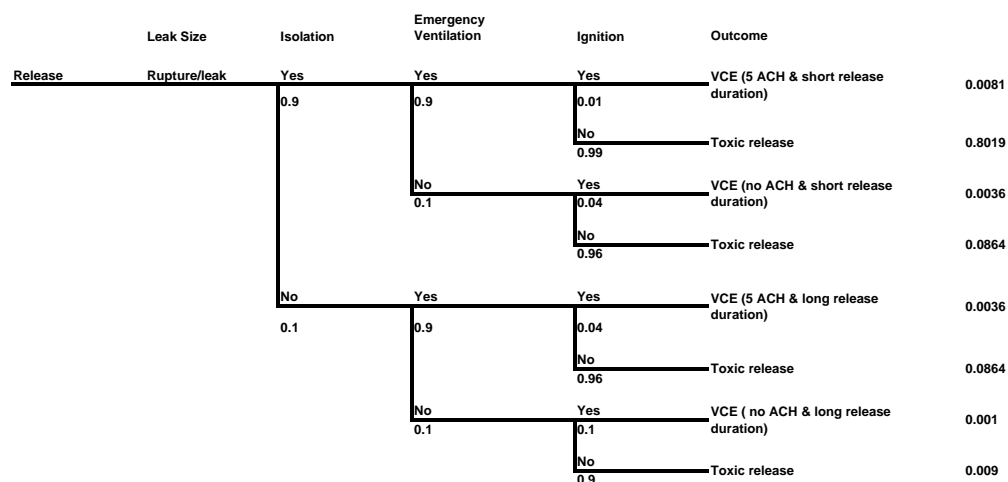 Emergency
Leak Size Isolation Ventilation Ignition Outcome
Release Rupture/leak Yes Yes Yes VCE (5 ACH & short release
duration) 0.0081
0.9 0.9 0.01
No
Toxic release 0.8019
0.99
No Yes VCE (no ACH & short release
duration) 0.0036
0.1 0.04
No
Toxic release 0.0864
0.96
No Yes Yes VCE (5 ACH & long release
duration) 0.0036
0.1 0.9 0.04
No
Toxic release 0.0864
0.96
No Yes VCE ( no ACH & long release
duration) 0.001
0.1 0.1
No
Toxic release 0.009
0.9